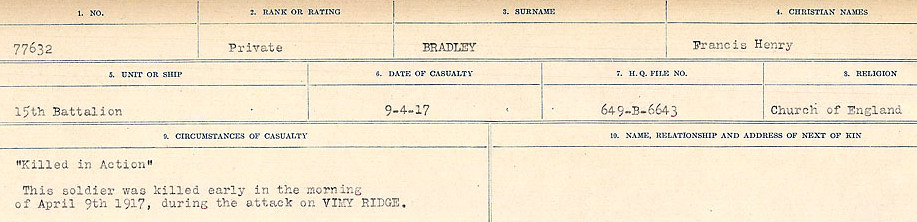 1. NO. 2. RANK OR RATING 3. SURNAME 4. CHRISTIAN NAMES
77632 Private BRADLEY Francis Henry
5. UNIT OR SHIP 6. DATE OF CASUALTY 7. H. Q. FILE NO. 8. RELIGION
15th Battalion 9-4-17 649-B-6643 Church of England
9. CIRCUMSTANCES OF CASUALTY 10. NAME, RELATIONSHIP AND ADDRESS OF NEXT OF KIN
"Killed in Action"
This soldier was killed early in the morning
of April 9th 1917, during the attack on VIMY RIDGE.